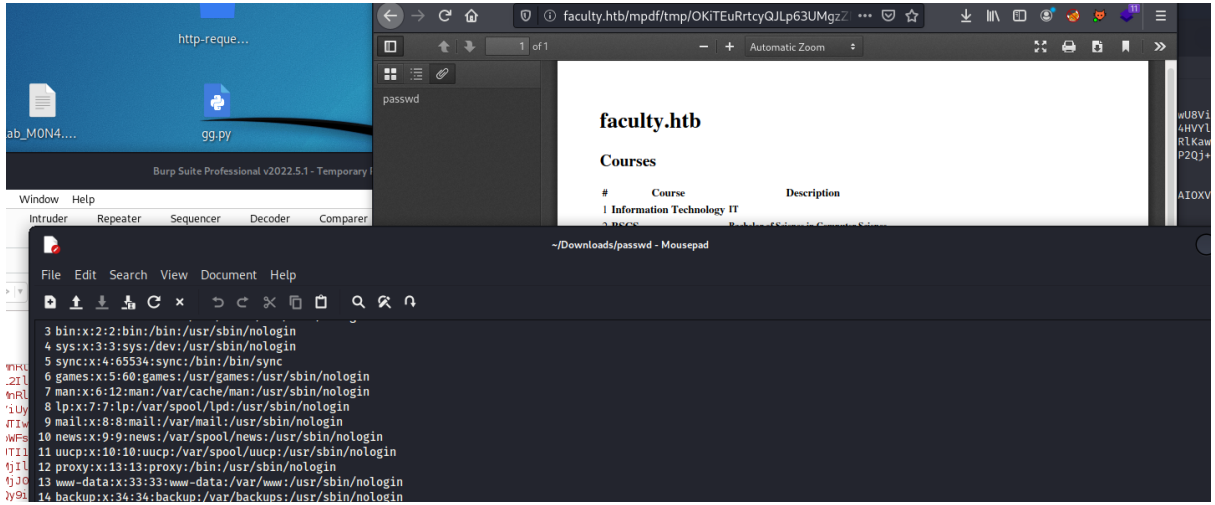 http-reque...
ab_M0N4....
gg.py
faculty.htb/mpdf/tmp/OKiTEuRrtcyQJLp63UMgzZ
11
1 of 1
Automatic Zoom
passwd
faculty.htb
Courses
# Course Description
1 Information Technology IT
wU8Vi
4HVYl
RlKaw
P2Qj+
AIOXV
Burp Suite Professional v2022.5.1 - Temporary
Window Help
Intruder Repeater Sequencer Decoder Comparer
~/Downloads/passwd - Mousepad
File Edit Search View Document Help
3 bin:x:2:2:bin:/bin:/usr/sbin/nologin
4 sys:x:3:3:sys:/dev:/usr/sbin/nologin
5 sync:x:4:65534:sync:/bin:/bin/sync
6 games:x:5:60:games:/usr/games:/usr/sbin/nologin
7 man:x:6:12:man:/var/cache/man:/usr/sbin/nologin
8 lp:x:7:7:lp:/var/spool/lpd:/usr/sbin/nologin
9 mail:x:8:8:mail:/var/mail:/usr/sbin/nologin
10 news:x:9:9:news:/var/spool/news:/usr/sbin/nologin
11 uucp:x:10:10:uucp:/var/spool/uucp:/usr/sbin/nologin
12 proxy:x:13:13:proxy:/bin:/usr/sbin/nologin
13 www-data:x:33:33:www-data:/var/www:/usr/sbin/nologin
14 backup:x:34:34:backup:/var/backups:/usr/sbin/nologin